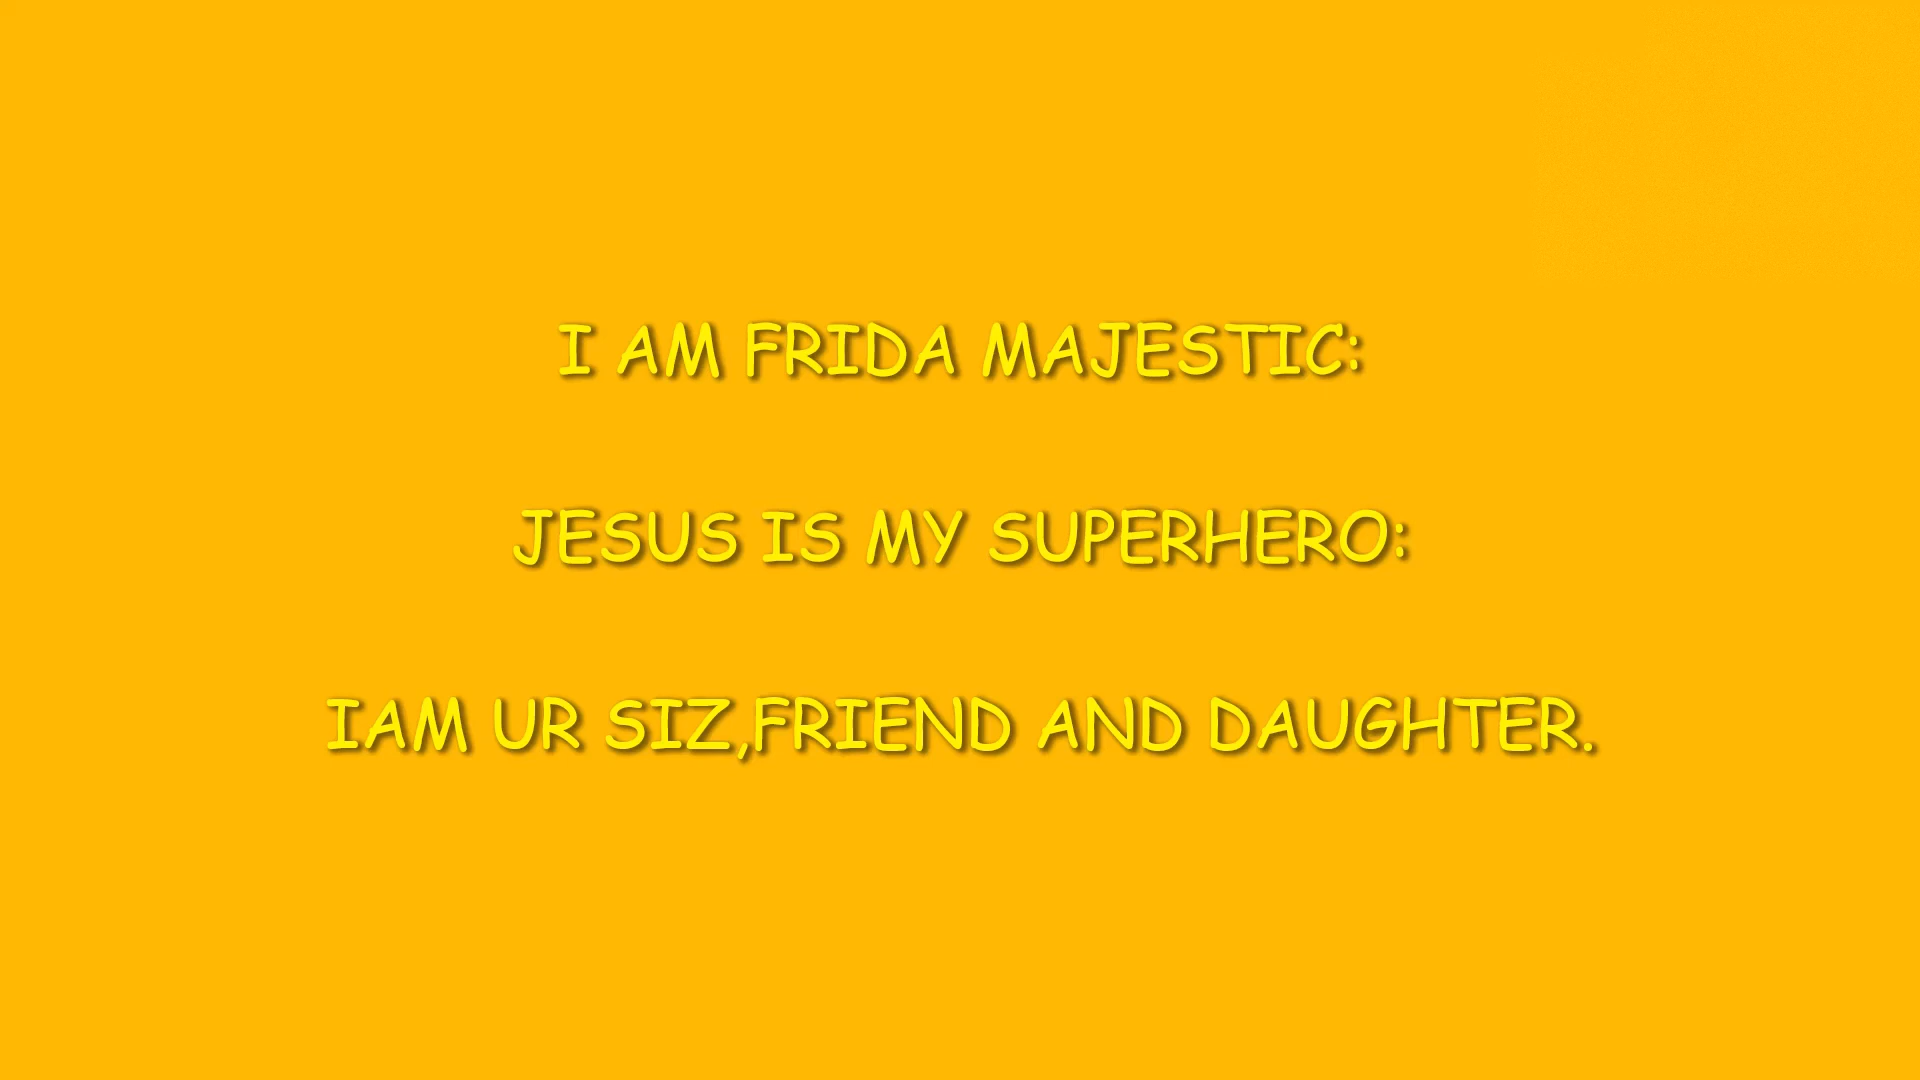 I AM FRIDA MAJESTIC:
JESUS IS MY SUPERHERO:
IAM UR SIZ,FRIEND AND DAUGHTER.